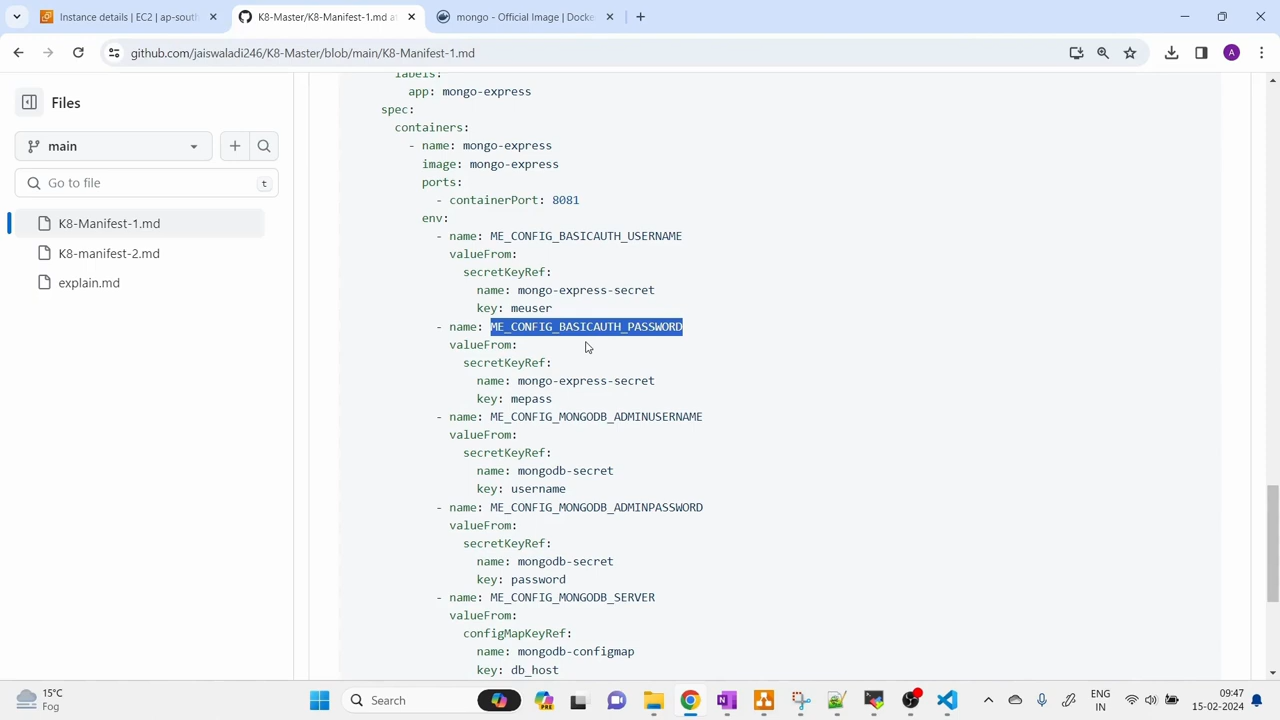 Instance details | EC2 | ap-sout
K8-Master/K8-Manifest-1.md at
mongo - Official Image | Docke
github.com/jaiswaladi246/K8-Master/blob/main/K8-Manifest-1.md
A
Files
main
Go to file
t
K8-Manifest-1.md
K8-manifest-2.md
explain.md
labels:
app: mongo-express
spec:
containers:
- name: mongo-express
image: mongo-express
ports:
- containerPort: 8081
env:
- name: ME_CONFIG_BASICAUTH_USERNAME
valueFrom:
secretKeyRef:
name: mongo-express-secret
key: meuser
- name: ME_CONFIG_BASICAUTH_PASSWORD
valueFrom:
secretKeyRef:
name: mongo-express-secret
key: mepass
- name: ME_CONFIG_MONGODB_ADMINUSERNAME
valueFrom:
secretKeyRef:
name: mongodb-secret
key: username
- name: ME_CONFIG_MONGODB_ADMINPASSWORD
valueFrom:
secretKeyRef:
name: mongodb-secret
key: password
- name: ME_CONFIG_MONGODB_SERVER
valueFrom:
configMapKeyRef:
name: mongodb-configmap
key: db_host
15°C
Fog
Search
ENG
IN
09:47
15-02-2024